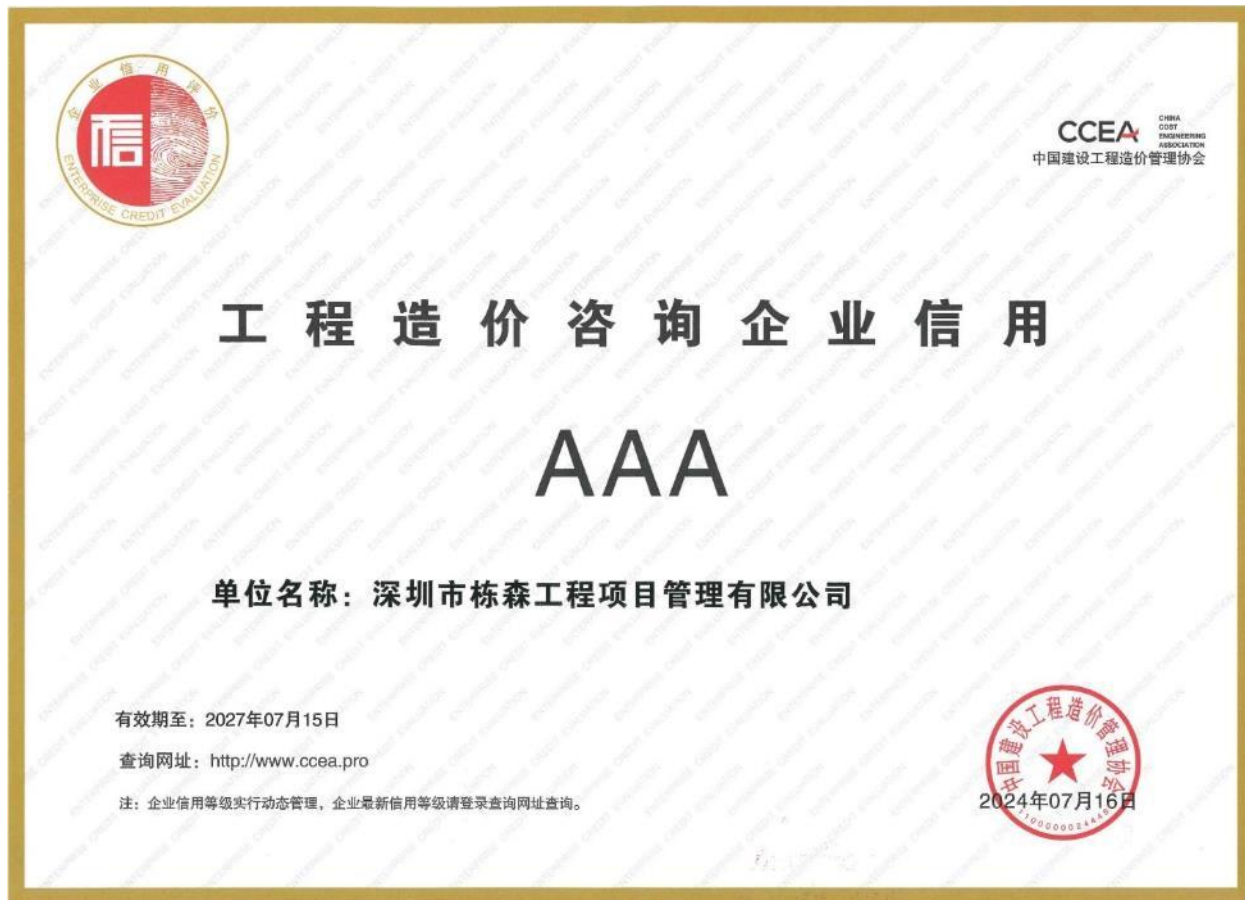 企业信用评价
信
ENTERPRISE CREDIT EVALUATION
CCEA
CHINA
COST
ENGINEERING
ASSOCIATION
中国建设工程造价管理协会
工程造价咨询企业信用
AAA
单位名称：深圳市栋森工程项目管理有限公司
有效期至：2027年07月15日
查询网址：http://www.ccea.pro
注：企业信用等级实行动态管理，企业最新信用等级请登录查询网址查询。
中国建设工程造价管理协会
2024年07月16日